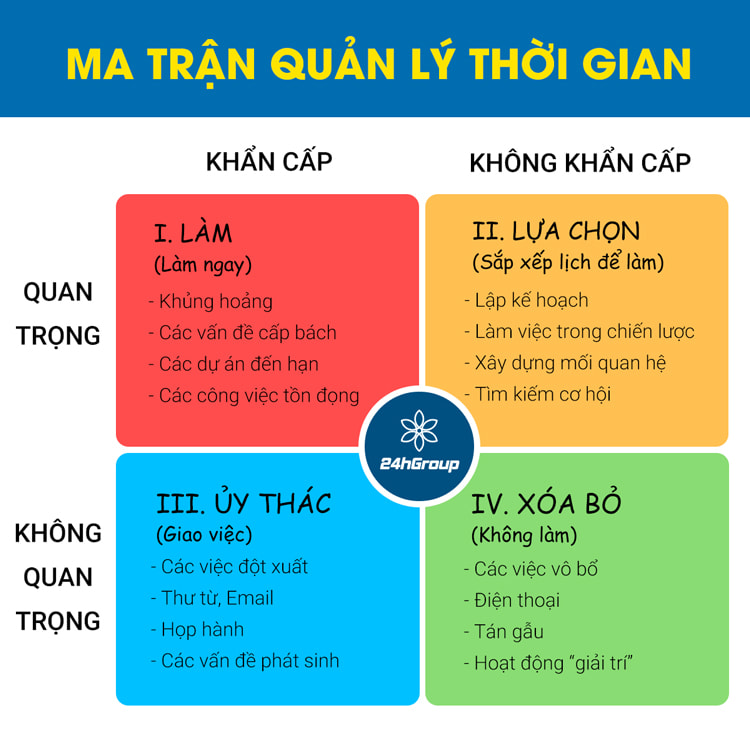 MA TRẬN QUẢN LÝ THỜI GIAN
KHẨN CẤP
KHÔNG KHẨN CẤP
QUAN
TRỌNG
I. LÀM
(Làm ngay)
- Khủng hoảng
- Các vấn đề cấp bách
- Các dự án đến hạn
- Các công việc tồn đọng
II. LỰA CHỌN
(Sắp xếp lịch để làm)
- Lập kế hoạch
- Làm việc trong chiến lược
- Xây dựng mối quan hệ
- Tìm kiếm cơ hội
24hGroup
KHÔNG
QUAN
TRỌNG
III. ỦY THÁC
(Giao việc)
- Các việc đột xuất
- Thư từ, Email
- Họp hành
- Các vấn đề phát sinh
IV. XÓA BỎ
(Không làm)
- Các việc vô bổ
- Điện thoại
- Tán gẫu
- Hoạt động “giải trí”